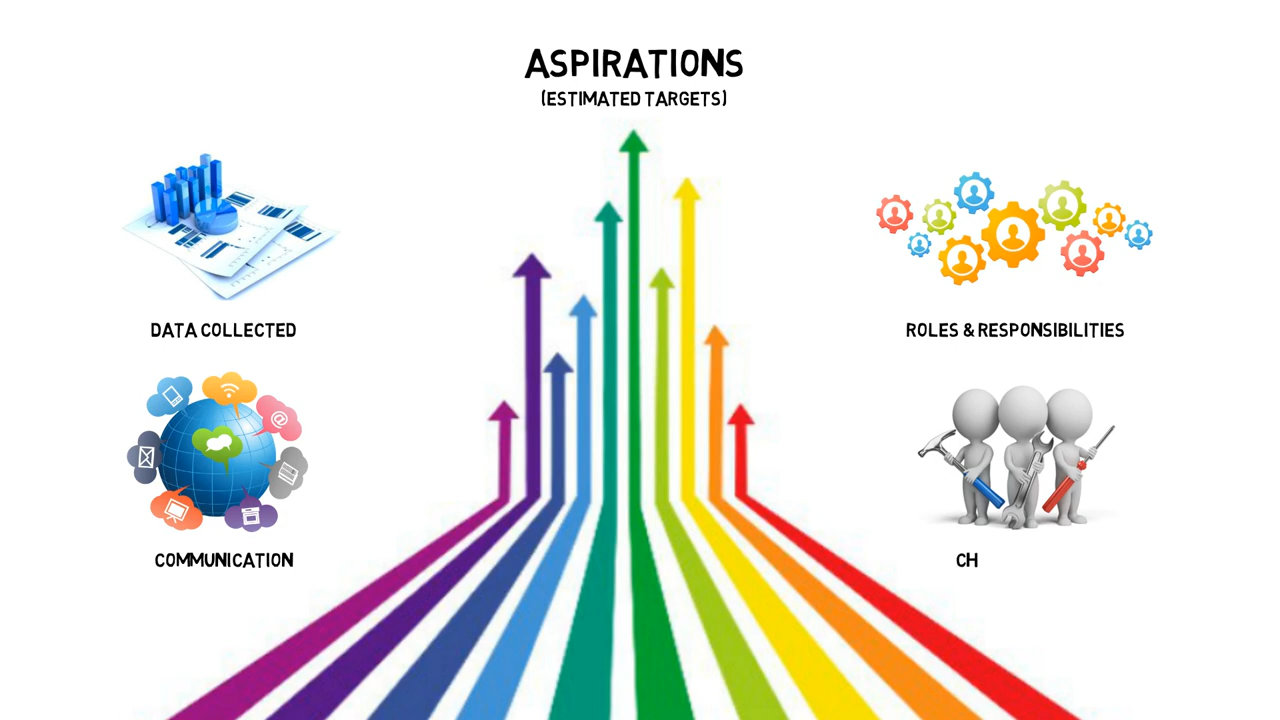 ASPIRATIONS
(ESTIMATED TARGETS)
DATA COLLECTED
ROLES & RESPONSIBILITIES
COMMUNICATION
CH